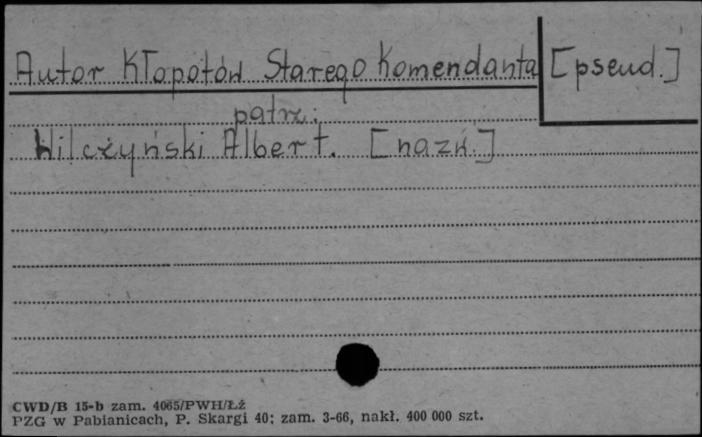 Autor Kłopotów Starego Komendanta [pseud.]
patrz:
Wilczyński Albert. [nazw.]
CWD/B 15-b zam. 4065/PWH/Łź
PZG w Pabianicach, P. Skargi 40; zam. 3-66, nakł. 400 000 szt.